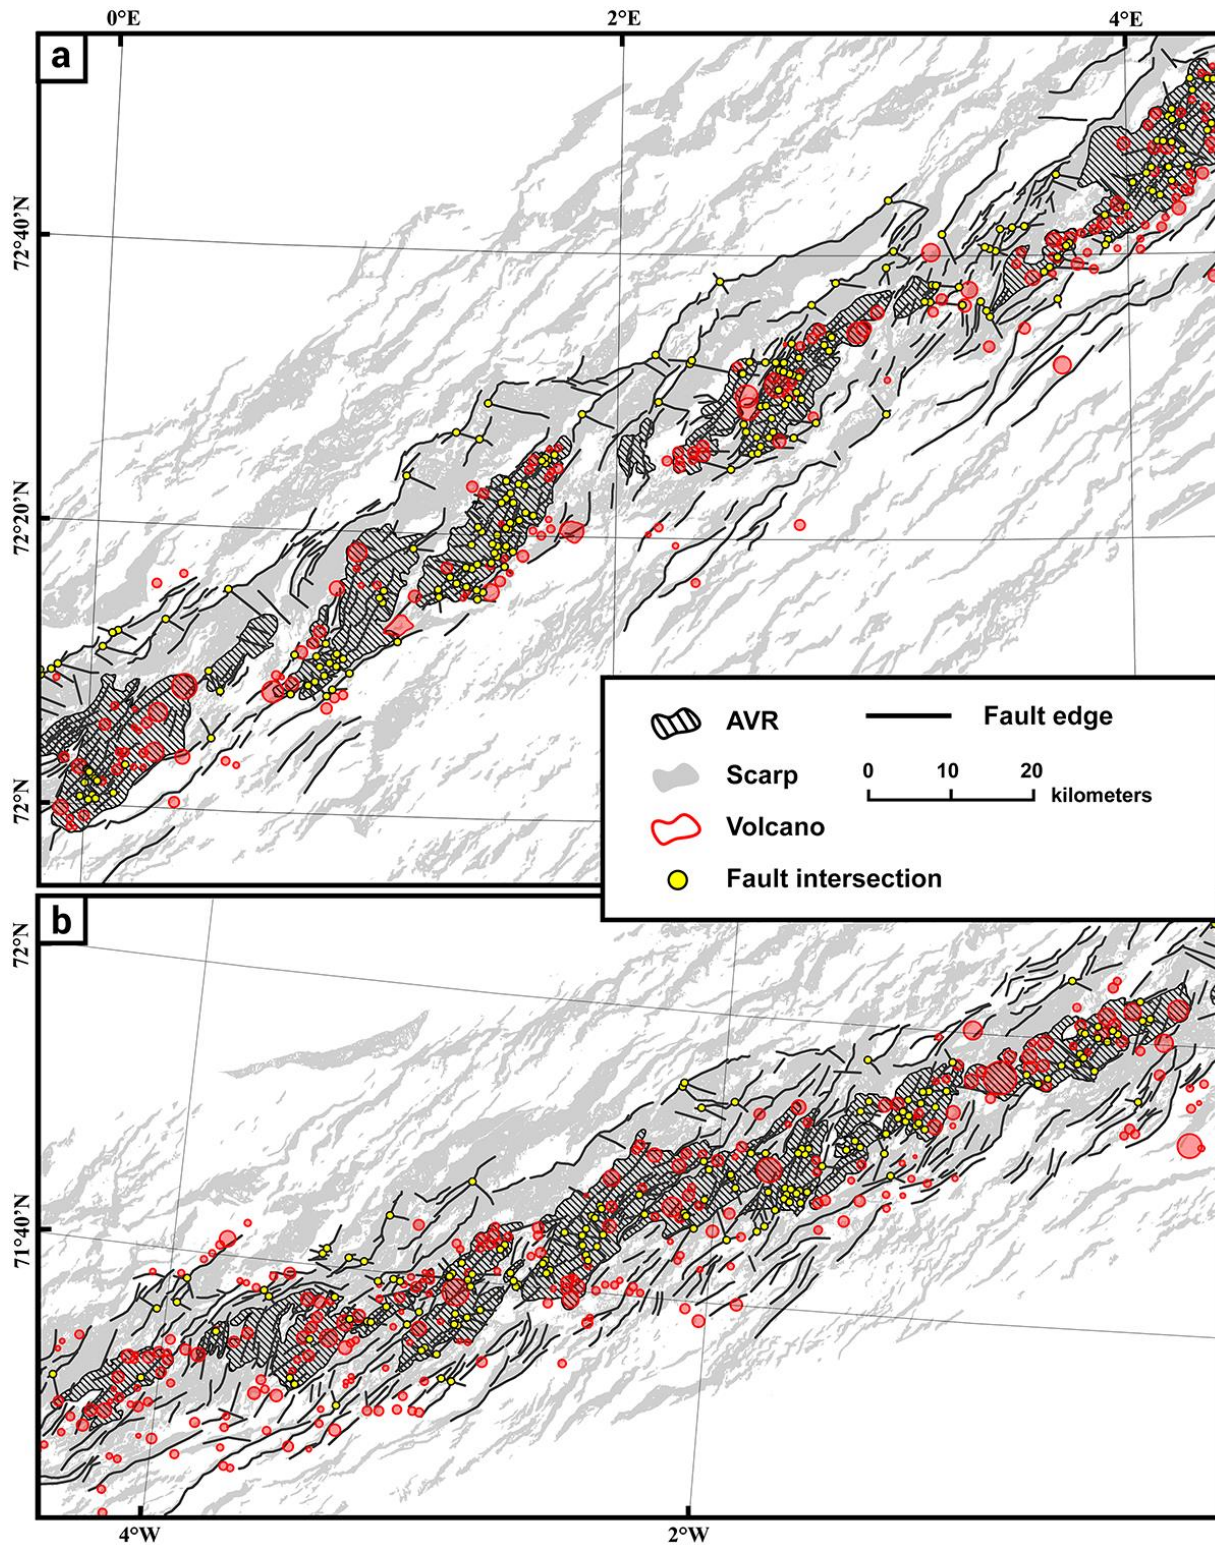 0°E 2°E 4°E
a
72°40’N
72°20’N
72°N
AVR
Fault edge
Scarp
0 10 20
kilometers
Volcano
Fault intersection
b
72°N
71°40’N
4°W 2°W